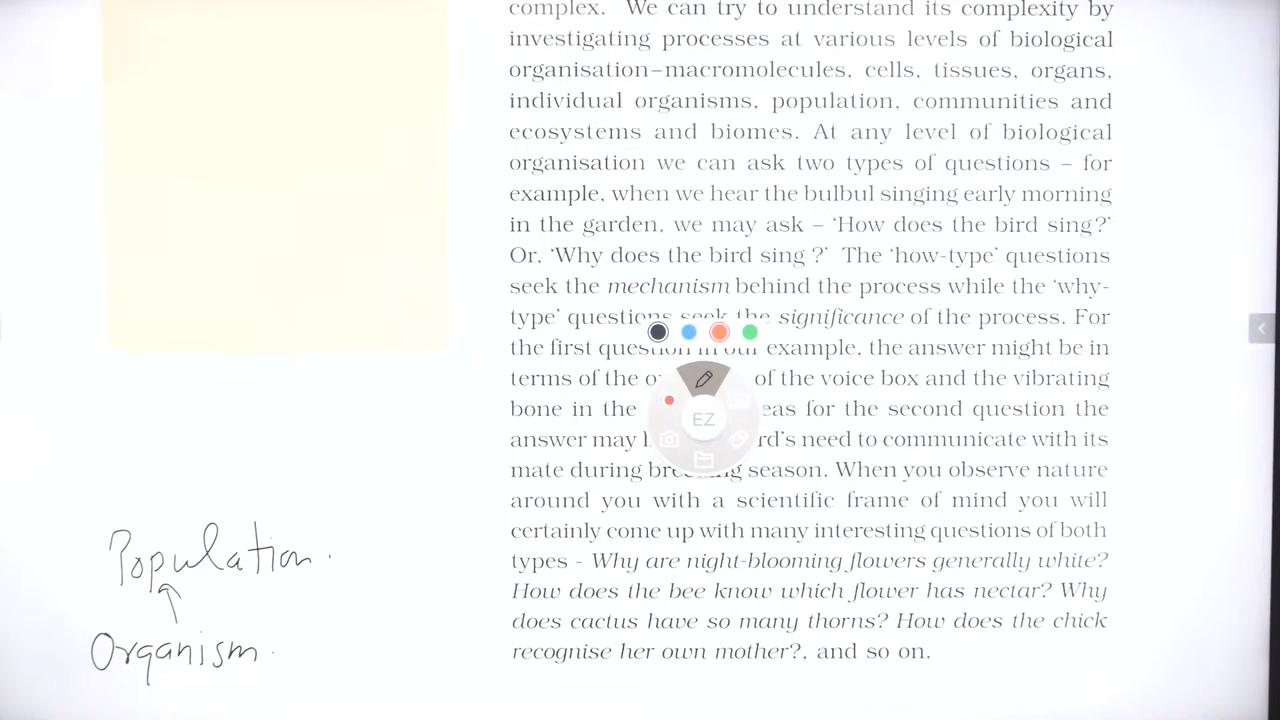 complex. We can try to understand its complexity by
investigating processes at various levels of biological
organisation–macromolecules, cells, tissues, organs,
individual organisms, population, communities and
ecosystems and biomes. At any level of biological
organisation we can ask two types of questions – for
example, when we hear the bulbul singing early morning
in the garden, we may ask – 'How does the bird sing?'
Or, 'Why does the bird sing ?' The 'how-type' questions
seek the mechanism behind the process while the 'why-
type' questions seek the significance of the process. For
the first question in our example, the answer might be in
terms of the of the voice box and the vibrating
bone in the for the second question the
answer may need to communicate with its
mate during season. When you observe nature
around you with a scientific frame of mind you will
certainly come up with many interesting questions of both
types - Why are night-blooming flowers generally white?
How does the bee know which flower has nectar? Why
does cactus have so many thorns? How does the chick
recognise her own mother?, and so on.
EZ
Population.
Organism.